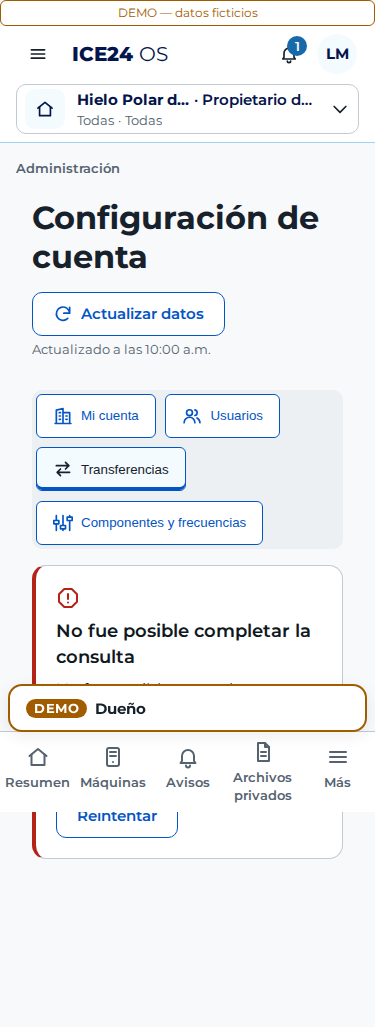 DEMO — datos ficticios
ICE24 OS
1
LM
Hielo Polar d... · Propietario d...
Todas · Todas
Administración
Configuración de
cuenta
Actualizar datos
Actualizado a las 10:00 a.m.
Mi cuenta
Usuarios
Transferencias
Componentes y frecuencias
No fue posible completar la
consulta
DEMO Dueño
Resumen
Máquinas
Avisos
Archivos
privados
Más
Reintentar